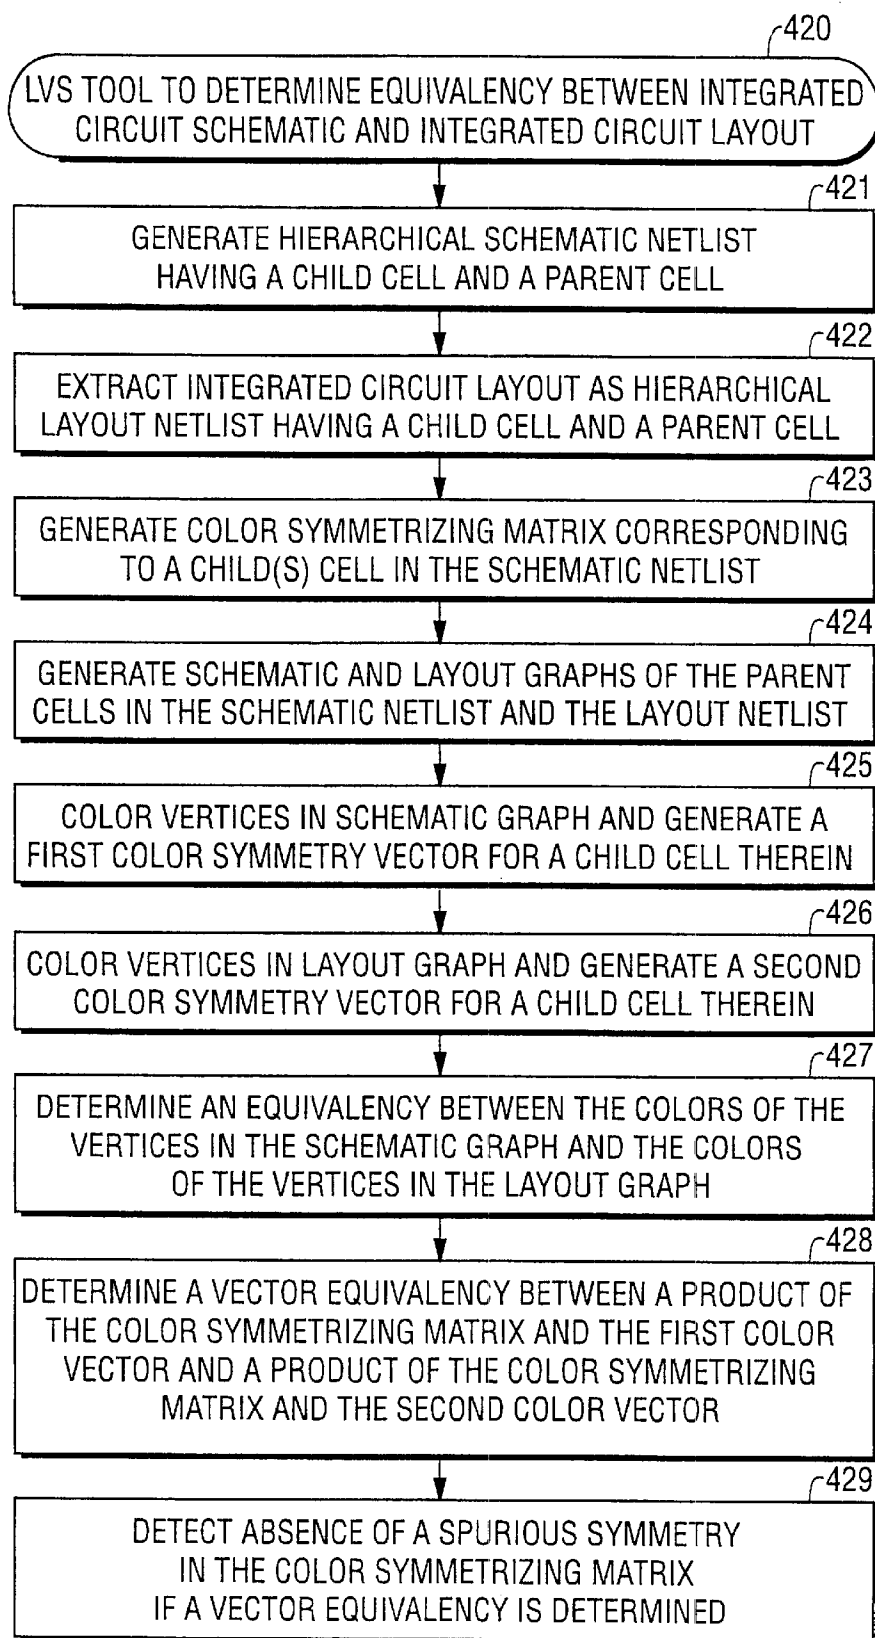 420
LVS TOOL TO DETERMINE EQUIVALENCY BETWEEN INTEGRATED
CIRCUIT SCHEMATIC AND INTEGRATED CIRCUIT LAYOUT
421
GENERATE HIERARCHICAL SCHEMATIC NETLIST
HAVING A CHILD CELL AND A PARENT CELL
422
EXTRACT INTEGRATED CIRCUIT LAYOUT AS HIERARCHICAL
LAYOUT NETLIST HAVING A CHILD CELL AND A PARENT CELL
423
GENERATE COLOR SYMMETRIZING MATRIX CORRESPONDING
TO A CHILD(S) CELL IN THE SCHEMATIC NETLIST
424
GENERATE SCHEMATIC AND LAYOUT GRAPHS OF THE PARENT
CELLS IN THE SCHEMATIC NETLIST AND THE LAYOUT NETLIST
425
COLOR VERTICES IN SCHEMATIC GRAPH AND GENERATE A
FIRST COLOR SYMMETRY VECTOR FOR A CHILD CELL THEREIN
426
COLOR VERTICES IN LAYOUT GRAPH AND GENERATE A SECOND
COLOR SYMMETRY VECTOR FOR A CHILD CELL THEREIN
427
DETERMINE AN EQUIVALENCY BETWEEN THE COLORS OF THE
VERTICES IN THE SCHEMATIC GRAPH AND THE COLORS
OF THE VERTICES IN THE LAYOUT GRAPH
428
DETERMINE A VECTOR EQUIVALENCY BETWEEN A PRODUCT OF
THE COLOR SYMMETRIZING MATRIX AND THE FIRST COLOR
VECTOR AND A PRODUCT OF THE COLOR SYMMETRIZING
MATRIX AND THE SECOND COLOR VECTOR
429
DETECT ABSENCE OF A SPURIOUS SYMMETRY
IN THE COLOR SYMMETRIZING MATRIX
IF A VECTOR EQUIVALENCY IS DETERMINED